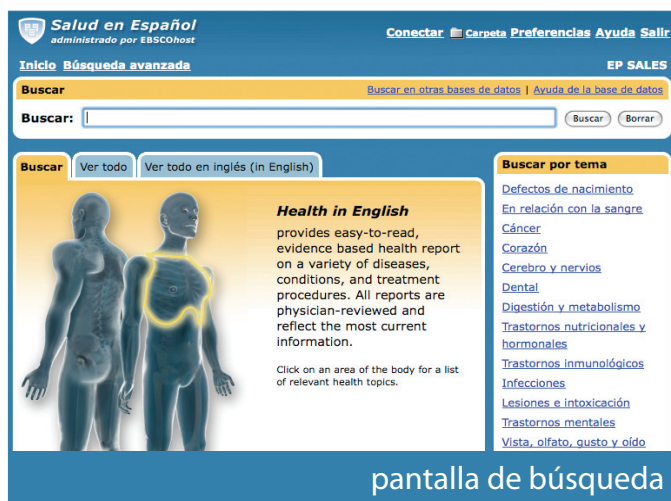 Salud en Español
administrado por EBSCOhost
Conectar Carpeta Preferencias Ayuda Salir
Inicio Búsqueda avanzada
EP SALES
Buscar
Buscar en otras bases de datos | Ayuda de la base de datos
Buscar:
Buscar
Borrar
Buscar
Ver todo
Ver todo en inglés (in English)
Health in English
provides easy-to-read,
evidence based health report
on a variety of diseases,
conditions, and treatment
procedures. All reports are
physician-reviewed and
reflect the most current
information.
Click on an area of the body for a list
of relevant health topics.
Buscar por tema
Defectos de nacimiento
En relación con la sangre
Cáncer
Corazón
Cerebro y nervios
Dental
Digestión y metabolismo
Trastornos nutricionales y
hormonales
Trastornos inmunológicos
Infecciones
Lesiones e intoxicación
Trastornos mentales
Vista, olfato, gusto y oído
pantalla de búsqueda